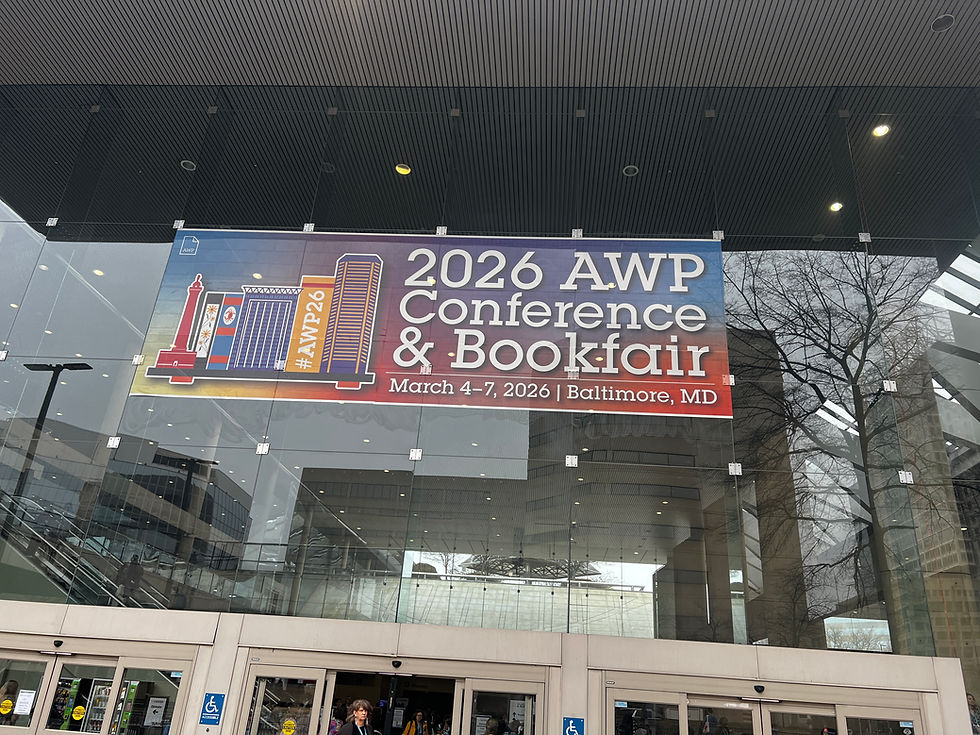 AWP
#AWP26
2026 AWP
Conference
& Bookfair
March 4–7, 2026 | Baltimore, MD